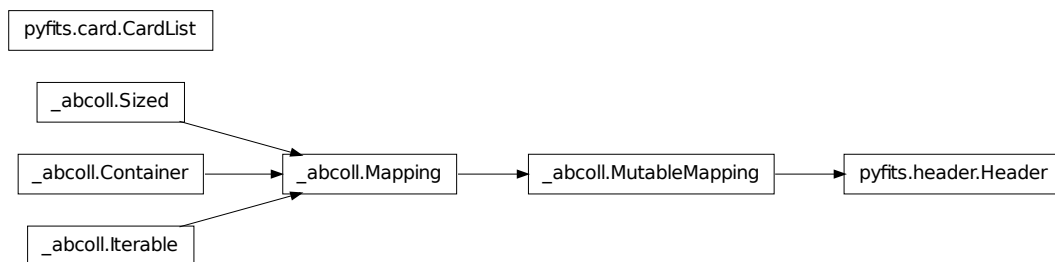 pyfits.card.CardList
_abcoll.Sized
_abcoll.Container
_abcoll.Mapping
_abcoll.MutableMapping
pyfits.header.Header
_abcoll.Iterable